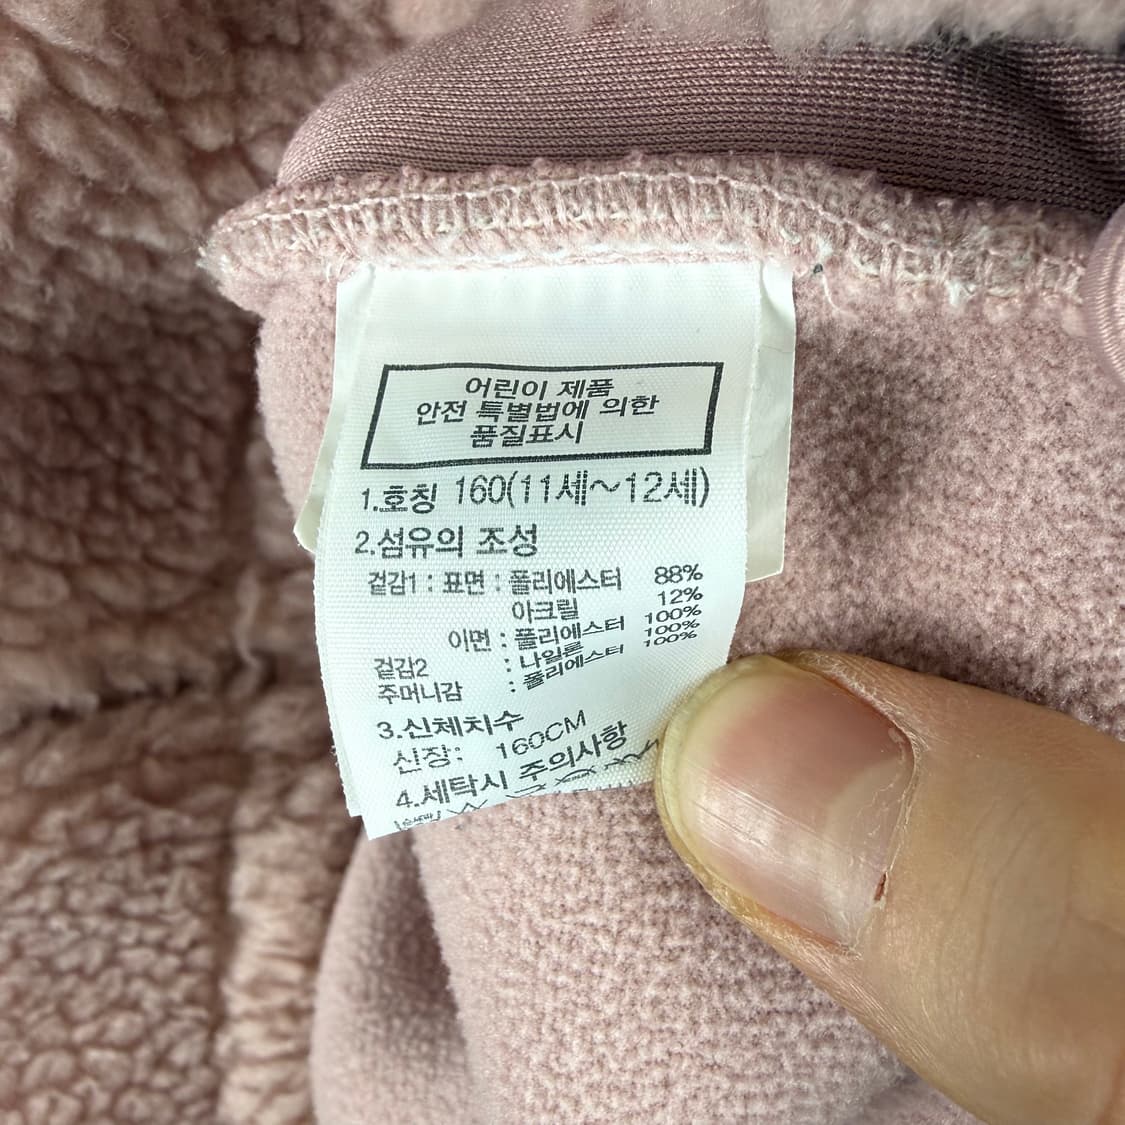 어린이 제품
안전 특별법에 의한
품질표시
1.호칭 160(11세~12세)
2.섬유의 조성
겉감1 : 표면 : 폴리에스터 88%
아크릴 12%
이면 : 폴리에스터 100%
겉감2 : 나일론 100%
주머니감 : 폴리에스터 100%
3.신체치수
신장: 160CM
4.세탁시 주의사항